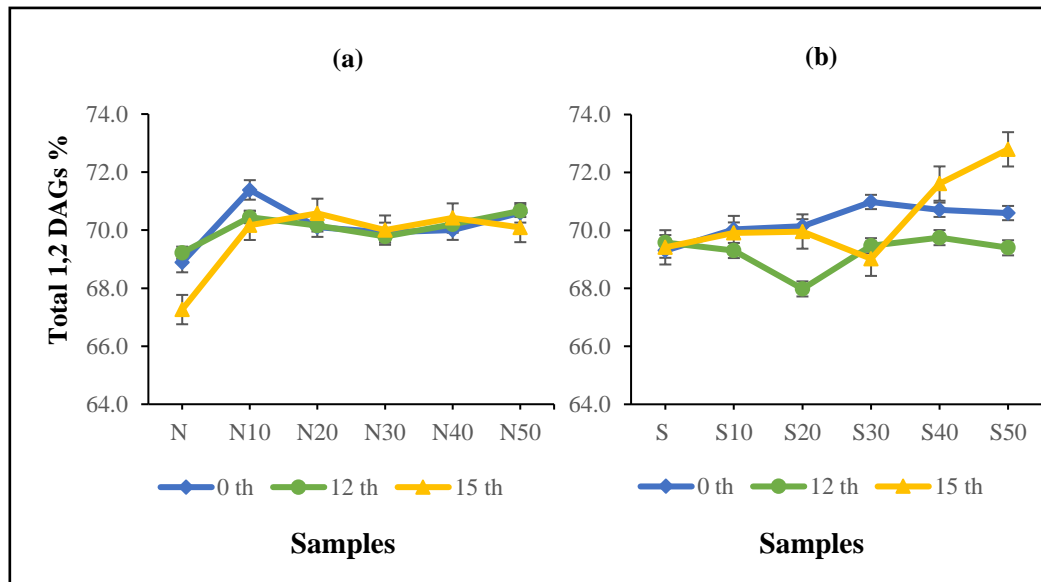 (a)
Total 1,2 DAGs %
74.0
72.0
70.0
68.0
66.0
64.0
N N10 N20 N30 N40 N50
0 th 12 th 15 th
Samples
(b)
74.0
72.0
70.0
68.0
66.0
64.0
S S10 S20 S30 S40 S50
0 th 12 th 15 th
Samples